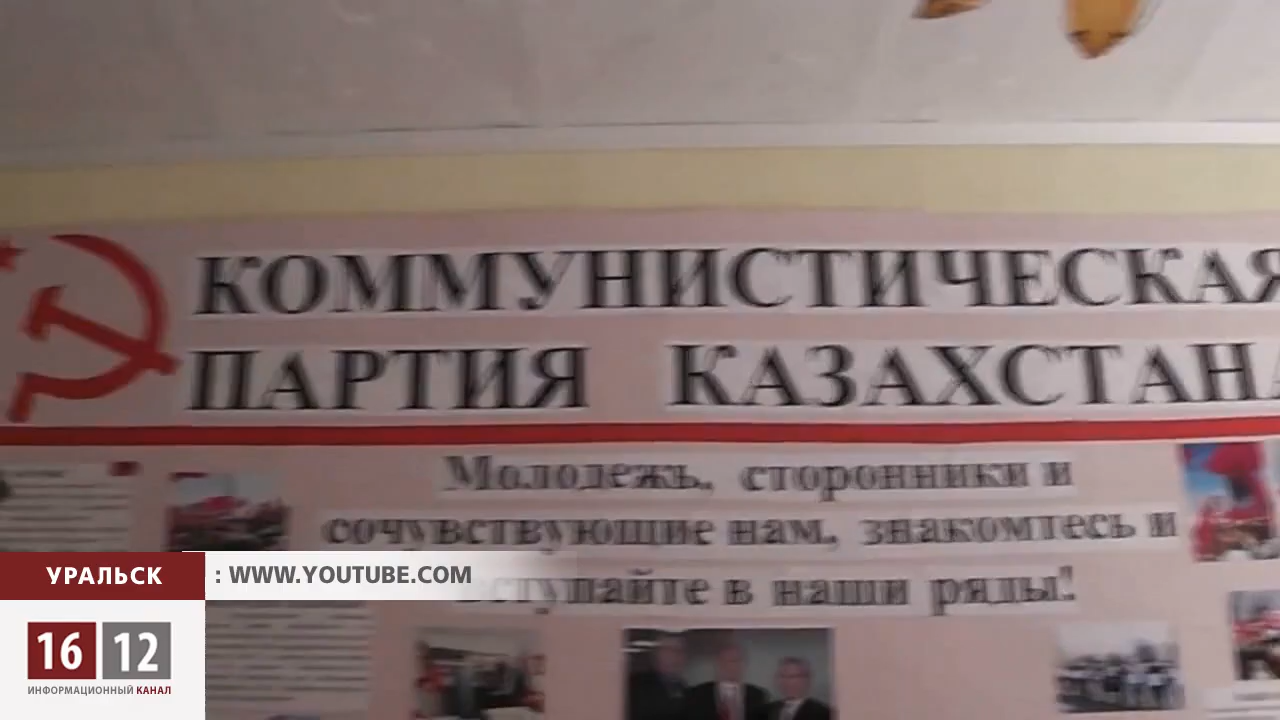 КОММУНИСТИЧЕСКАЯ
ПАРТИЯ КАЗАХСТАНА
Молодежь, сторонники и
сочувствующие нам, знакомтесь и
вступайте в наши ряды!
УРАЛЬСК
: WWW.YOUTUBE.COM
16 12
ИНФОРМАЦИОННЫЙ КАНАЛ